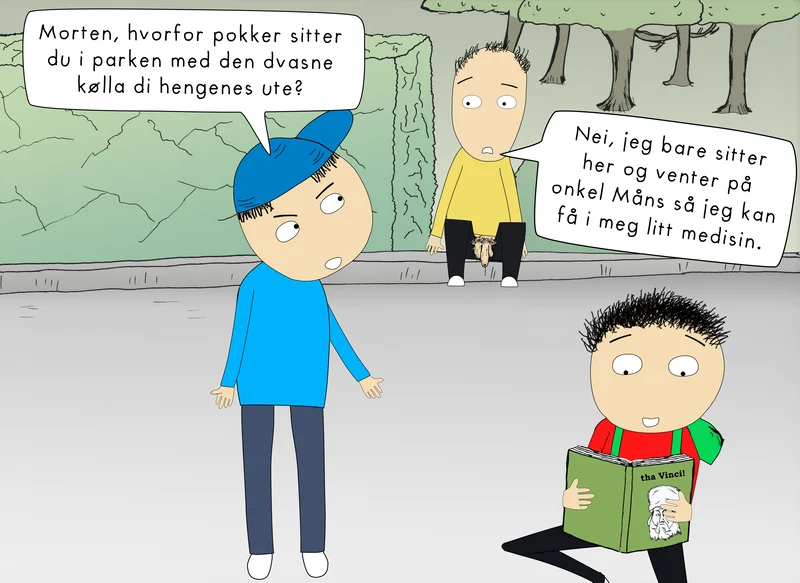 Morten, hvorfor pokker sitter
du i parken med den dvasne
kølla di hengenes ute?
Nei, jeg bare sitter
her og venter på
onkel Måns så jeg kan
få i meg litt medisin.
tha Vinci!